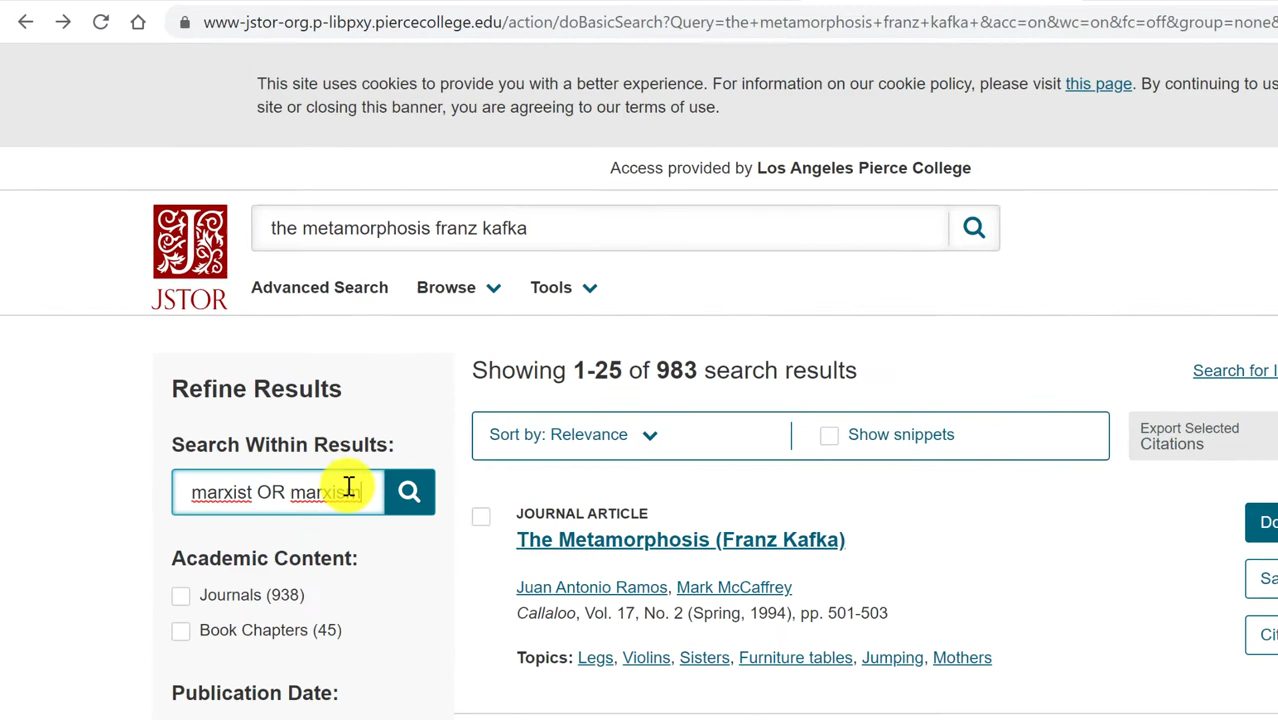 www-jstor-org.p-libpxy.piercecollege.edu/action/doBasicSearch?Query=the+metamorphosis+franz+kafka+&acc=on&wc=on&fc=off&group=none&
This site uses cookies to provide you with a better experience. For information on our cookie policy, please visit this page. By continuing to us
site or closing this banner, you are agreeing to our terms of use.
Access provided by Los Angeles Pierce College
the metamorphosis franz kafka
JSTOR
Advanced Search Browse Tools
Refine Results
Showing 1-25 of 983 search results
Search for I
Search Within Results:
Sort by: Relevance
Show snippets
Export Selected
Citations
marxist OR marxism
JOURNAL ARTICLE
The Metamorphosis (Franz Kafka)
Do
Academic Content:
Journals (938)
Juan Antonio Ramos, Mark McCaffrey
Sa
Callaloo, Vol. 17, No. 2 (Spring, 1994), pp. 501-503
Book Chapters (45)
Cit
Topics: Legs, Violins, Sisters, Furniture tables, Jumping, Mothers
Publication Date: